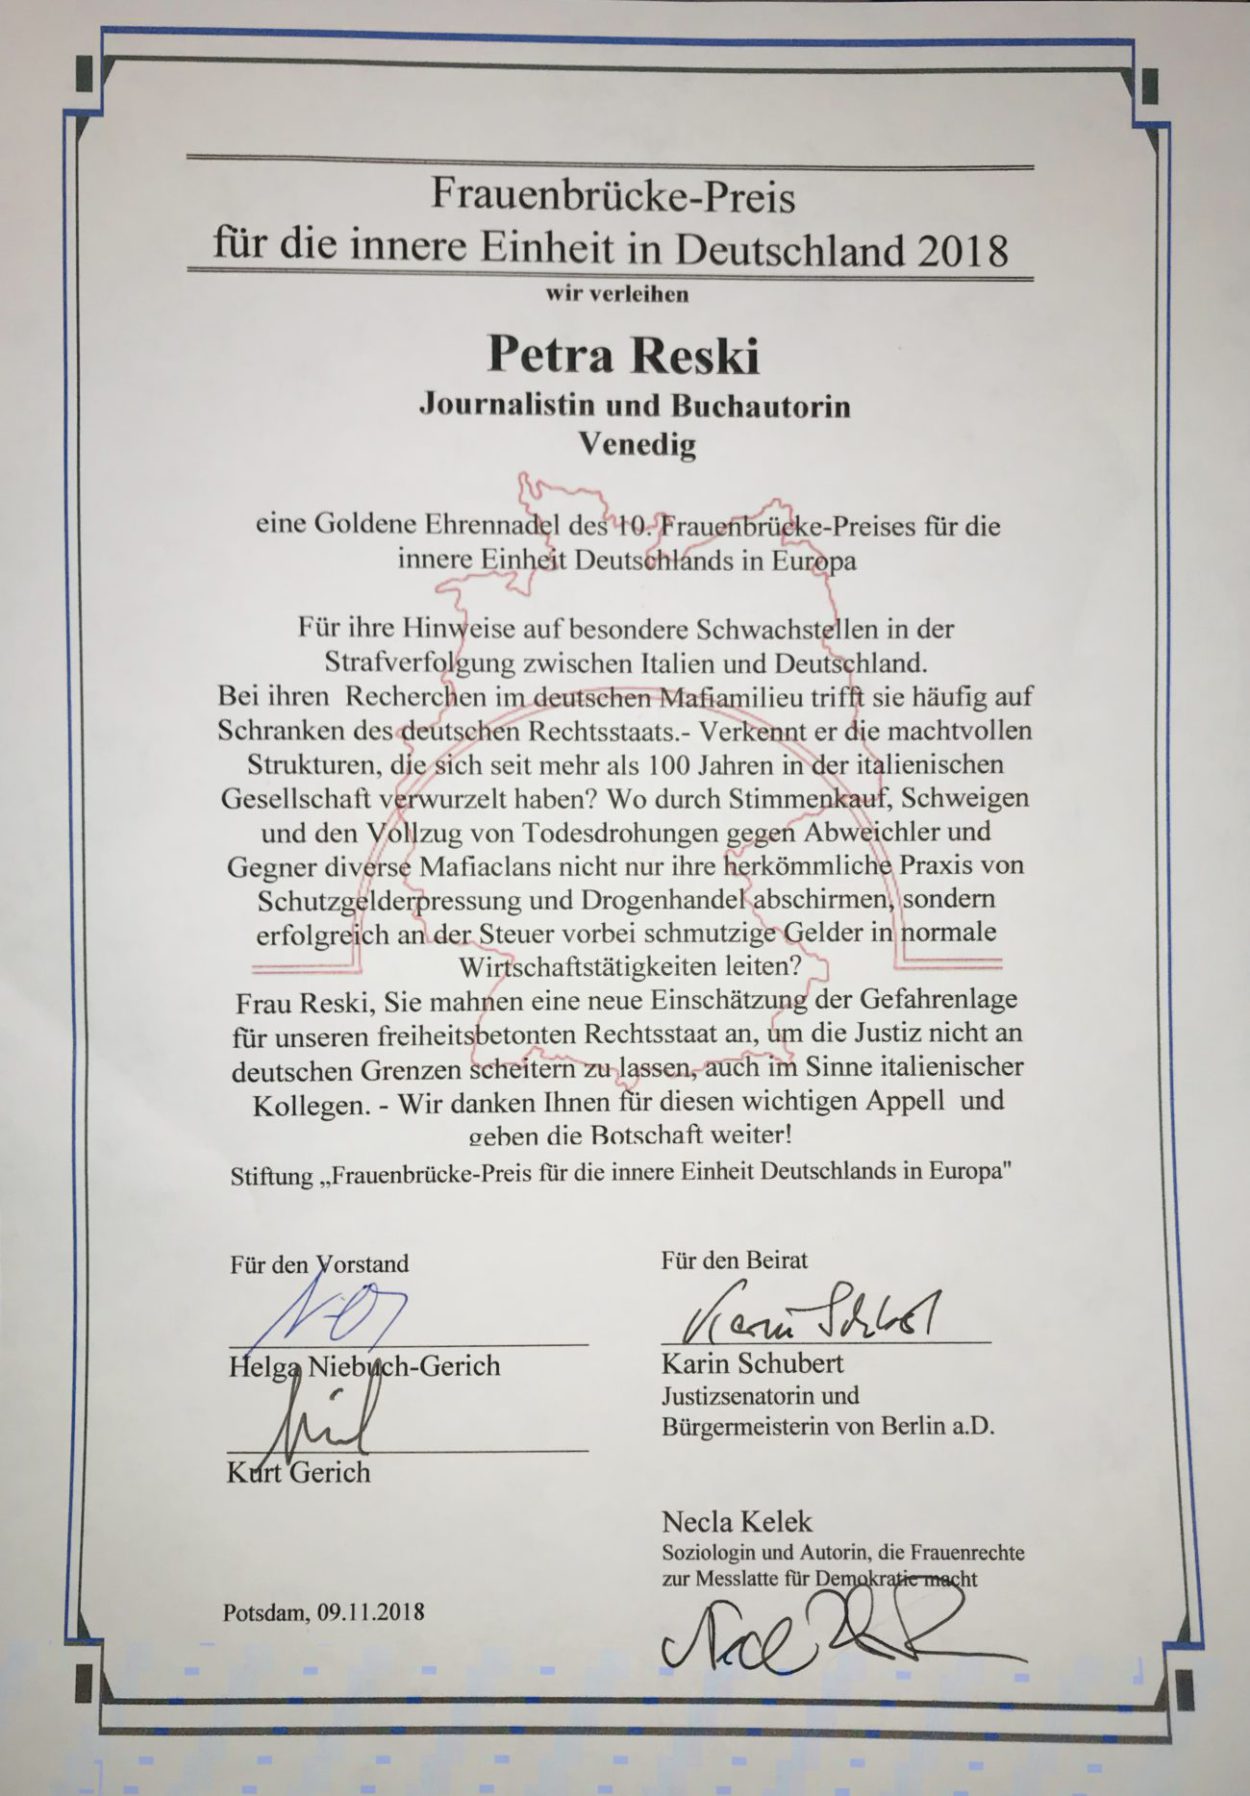 Frauenbrücke-Preis
für die innere Einheit in Deutschland 2018
wir verleihen
Petra Reski
Journalistin und Buchautorin
Venedig
eine Goldene Ehrennadel des 10. Frauenbrücke-Preises für die
innere Einheit Deutschlands in Europa
Für ihre Hinweise auf besondere Schwachstellen in der
Strafverfolgung zwischen Italien und Deutschland.
Bei ihren Recherchen im deutschen Mafiamilieu trifft sie häufig auf
Schranken des deutschen Rechtsstaats.- Verkennt er die machtvollen
Strukturen, die sich seit mehr als 100 Jahren in der italienischen
Gesellschaft verwurzelt haben? Wo durch Stimmenkauf, Schweigen
und den Vollzug von Todesdrohungen gegen Abweichler und
Gegner diverse Mafiaclans nicht nur ihre herkömmliche Praxis von
Schutzgelderpressung und Drogenhandel abschirmen, sondern
erfolgreich an der Steuer vorbei schmutzige Gelder in normale
Wirtschaftstätigkeiten leiten?
Frau Reski, Sie mahnen eine neue Einschätzung der Gefahrenlage
für unseren freiheitsbetonten Rechtsstaat an, um die Justiz nicht an
deutschen Grenzen scheitern zu lassen, auch im Sinne italienischer
Kollegen. - Wir danken Ihnen für diesen wichtigen Appell und
geben die Botschaft weiter!
Stiftung „Frauenbrücke-Preis für die innere Einheit Deutschlands in Europa"
Für den Vorstand
Helga Niebuch-Gerich
Kurt Gerich
Für den Beirat
Karin Schubert
Karin Schubert
Justizsenatorin und
Bürgermeisterin von Berlin a.D.
Necla Kelek
Soziologin und Autorin, die Frauenrechte
zur Messlatte für Demokratie macht
Potsdam, 09.11.2018